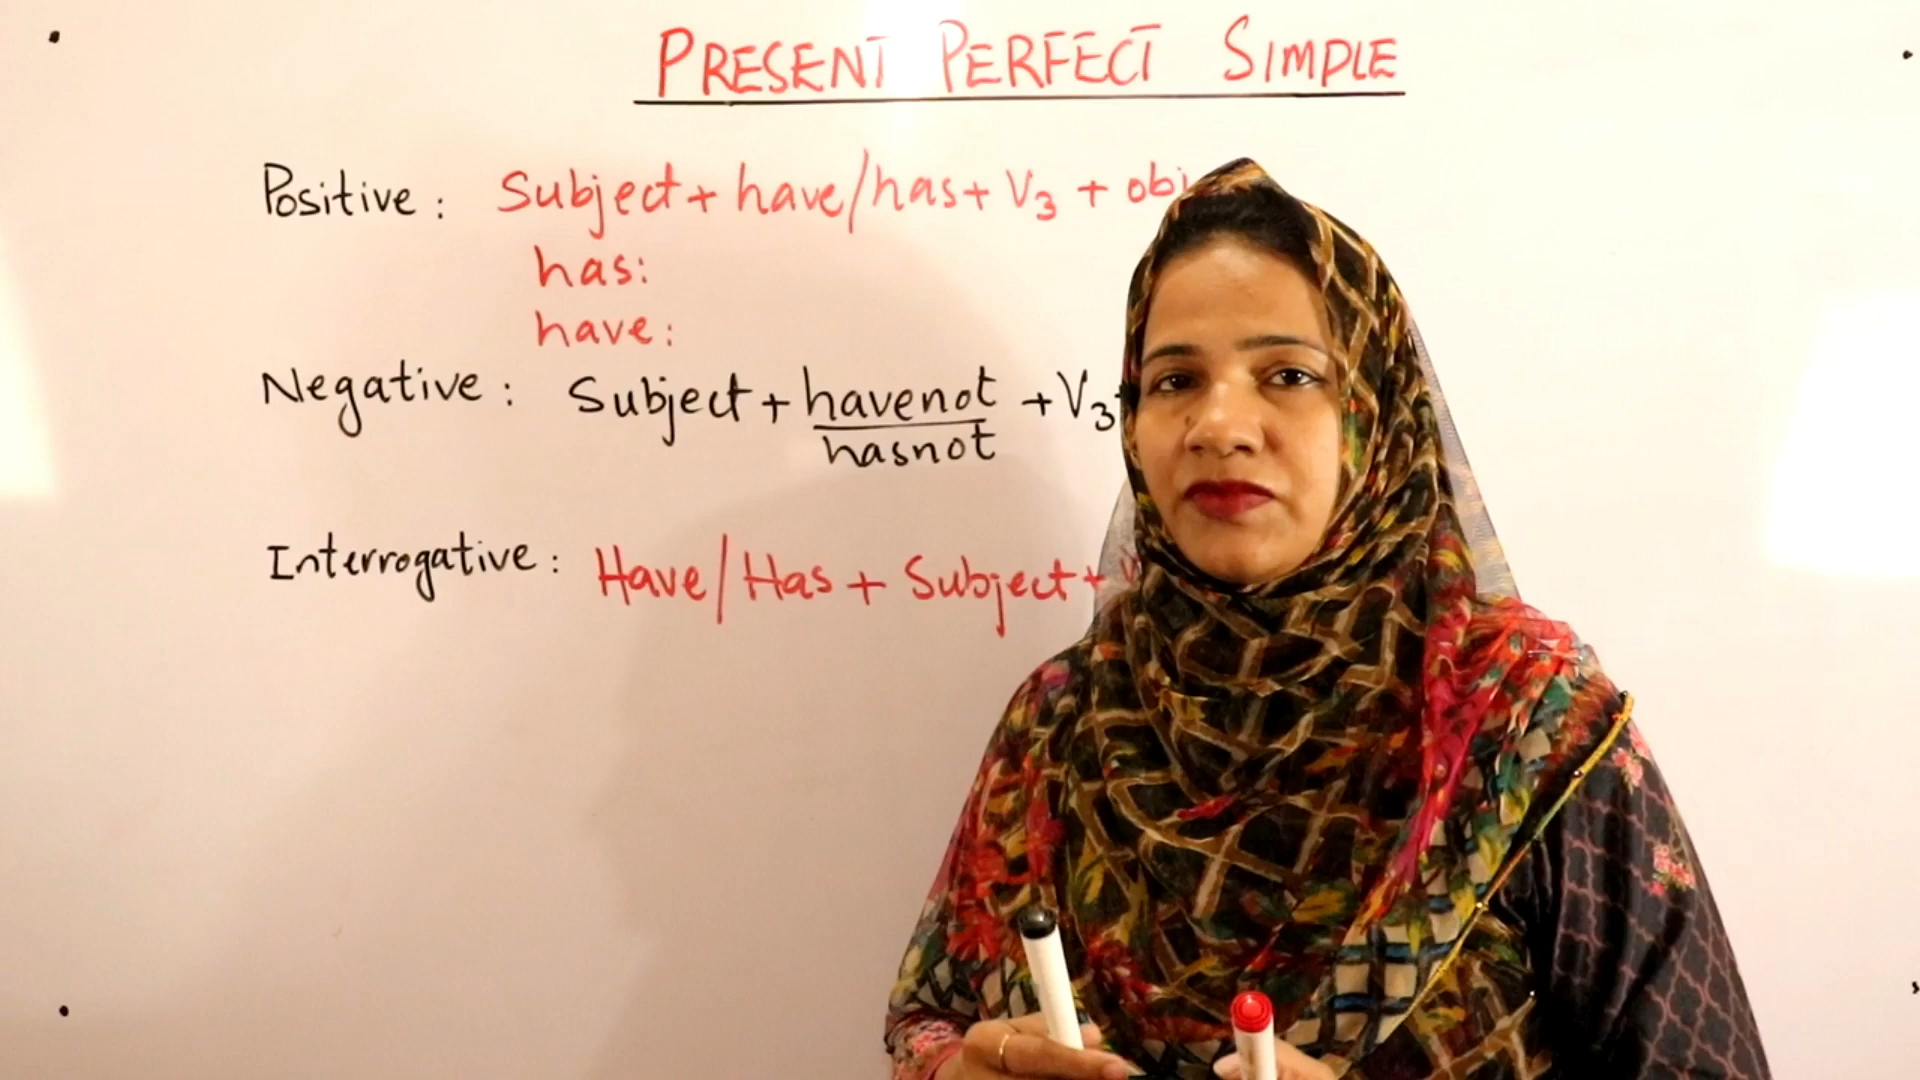 PRESENT PERFECT SIMPLE
Positive: Subject + have/has + V3 + obj
has:
have:
Negative: Subject + havenot + V3+
hasnot
Interrogative: Have/Has + Subject +